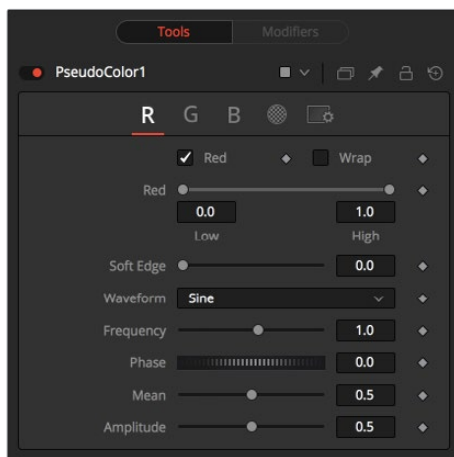 Tools Modifiers
PseudoColor1
R G B
Red Wrap
Red
0.0 1.0
Low High
Soft Edge 0.0
Waveform Sine
Frequency 1.0
Phase 0.0
Mean 0.5
Amplitude 0.5